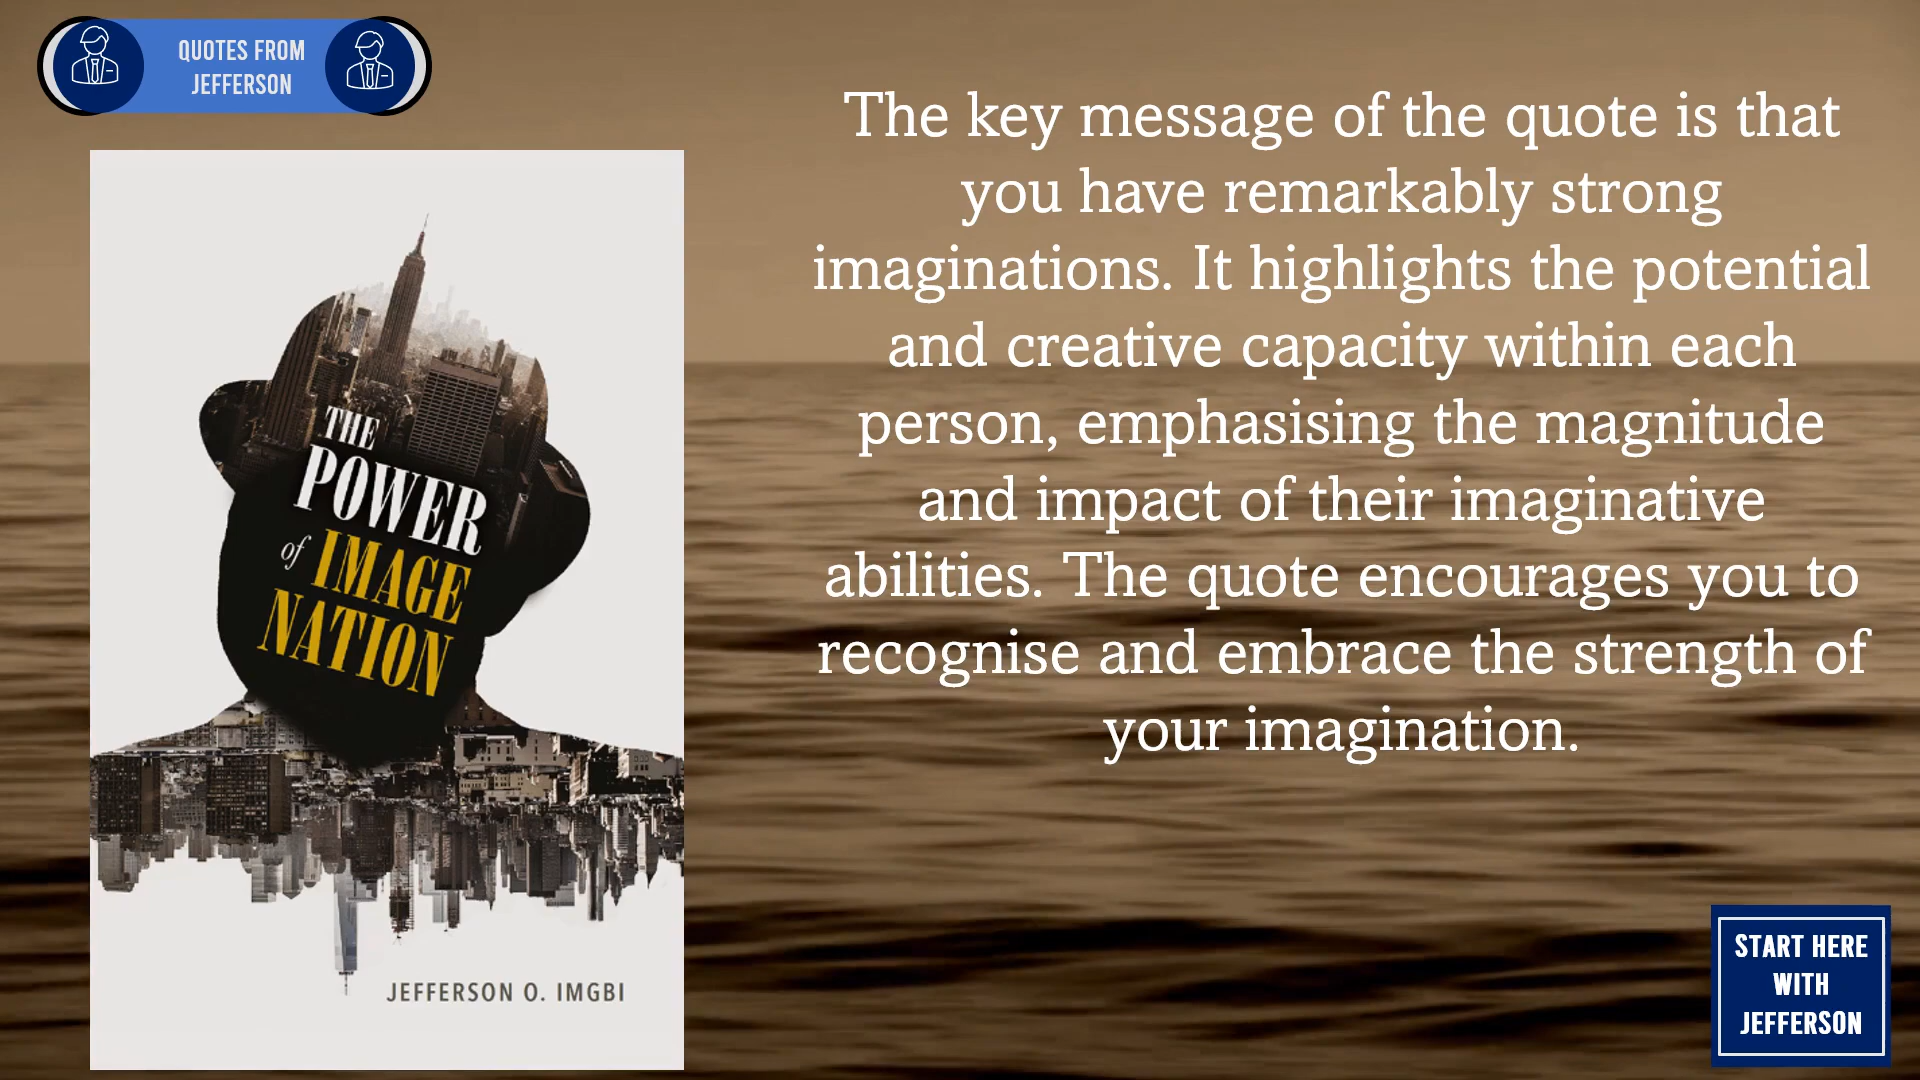 QUOTES FROM
JEFFERSON
The key message of the quote is that
you have remarkably strong
imaginations. It highlights the potential
and creative capacity within each
person, emphasising the magnitude
and impact of their imaginative
abilities. The quote encourages you to
recognise and embrace the strength of
your imagination.
THE
POWER
of IMAGE
NATION
JEFFERSON O. IMGBI
START HERE
WITH
JEFFERSON